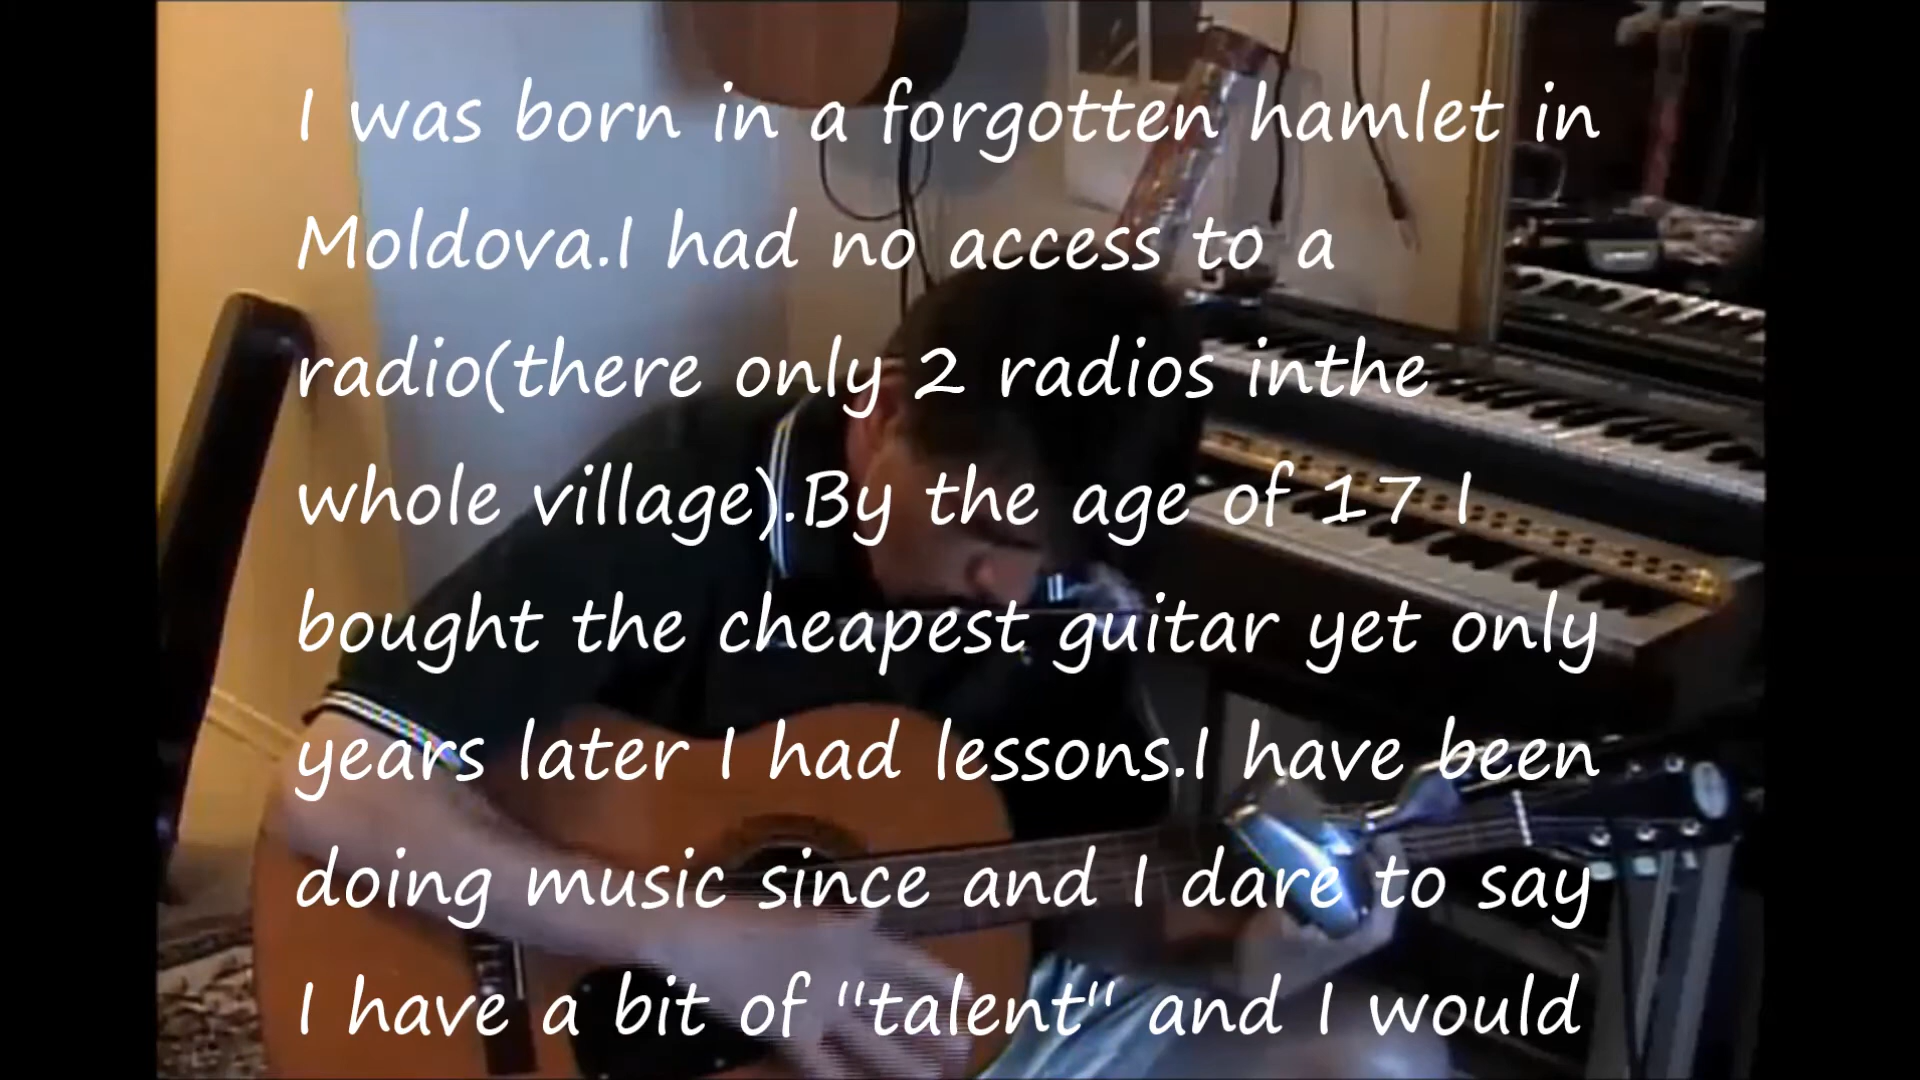 I was born in a forgotten hamlet in
Moldova.I had no access to a
radio(there only 2 radios inthe
whole village).By the age of 17 I
bought the cheapest guitar yet only
years later I had lessons.I have been
doing music since and I dare to say
I have a bit of "talent" and I would